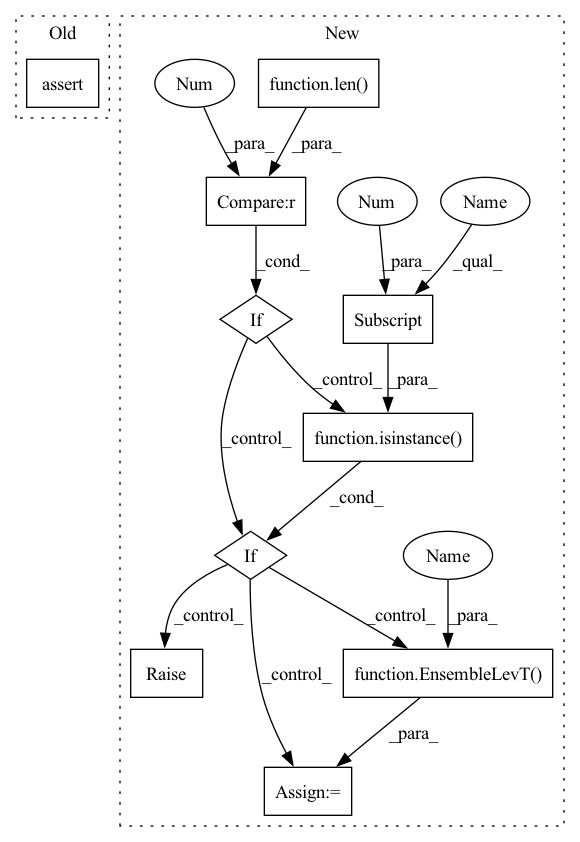 Old
New
assert
Num
function.len()
_para_
_para_
Compare:r
Num
Name
_cond_
_para_
_qual_
If
Subscript
_control_
_para_
_control_
function.isinstance()
_cond_
If
Name
_control_
_control_
_para_
_control_
Raise
function.EnsembleLevT()
_para_
Assign:=